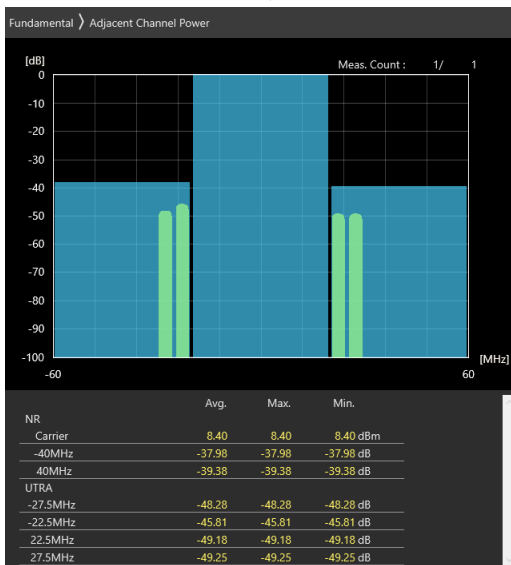 Fundamental 〉 Adjacent Channel Power
[dB]
Meas. Count : 1/ 1
0
-10
-20
-30
-40
-50
-60
-70
-80
-90
-100
[MHz]
-60 60
Avg. Max. Min.
NR
Carrier 8.40 8.40 8.40 dBm
-40MHz -37.98 -37.98 -37.98 dB
40MHz -39.38 -39.38 -39.38 dB
UTRA
-27.5MHz -48.28 -48.28 -48.28 dB
-22.5MHz -45.81 -45.81 -45.81 dB
22.5MHz -49.18 -49.18 -49.18 dB
27.5MHz -49.25 -49.25 -49.25 dB